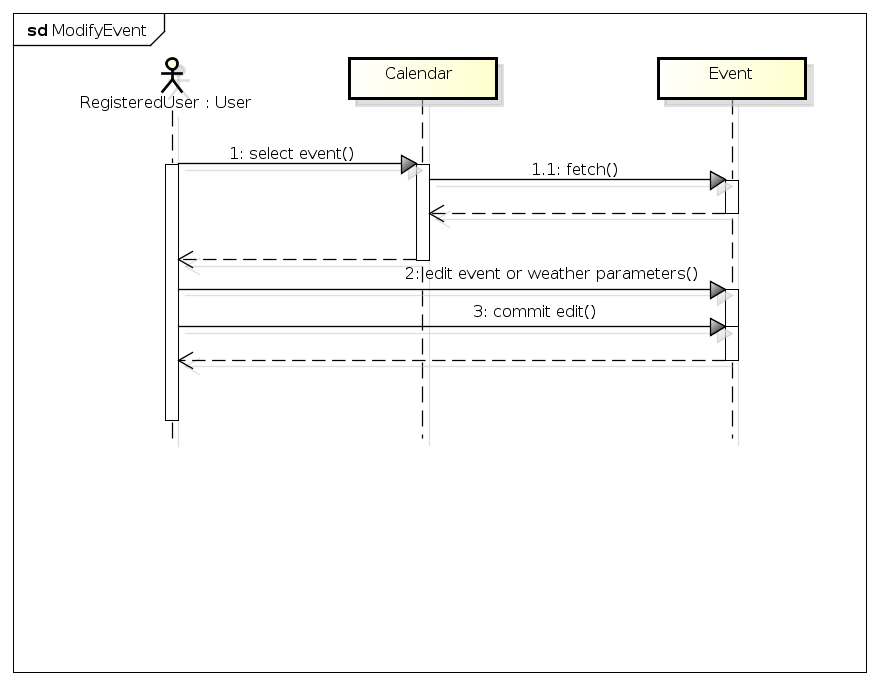 sd ModifyEvent
RegisteredUser : User
Calendar
Event
1: select event()
1.1: fetch()
2: edit event or weather parameters()
3: commit edit()